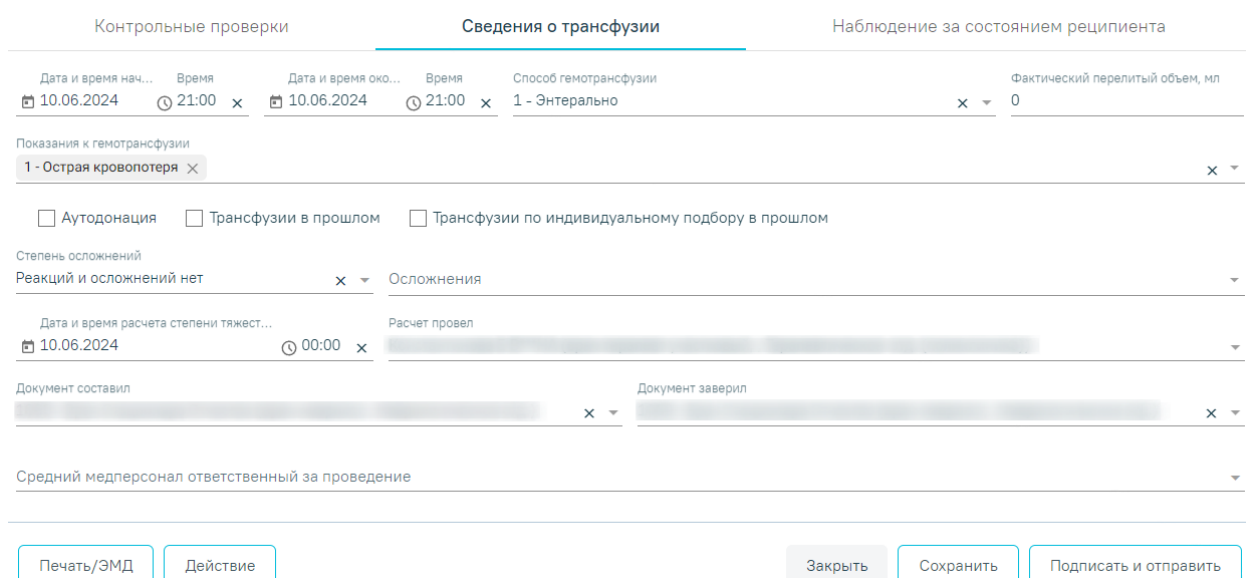 Контрольные проверки Сведения о трансфузии Наблюдение за состоянием реципиента
Дата и время нач... Время Дата и время око... Время Способ гемотрансфузии Фактический перелитый объем, мл
10.06.2024 21:00 10.06.2024 21:00 1 - Энтерально 0
Показания к гемотрансфузии
1 - Острая кровопотеря
Аутодонация Трансфузии в прошлом Трансфузии по индивидуальному подбору в прошлом
Степень осложнений
Реакций и осложнений нет Осложнения
Дата и время расчета степени тяжест... Расчет провел
10.06.2024 00:00
Документ составил Документ заверил
Средний медперсонал ответственный за проведение
Печать/ЭМД Действие Закрыть Сохранить Подписать и отправить